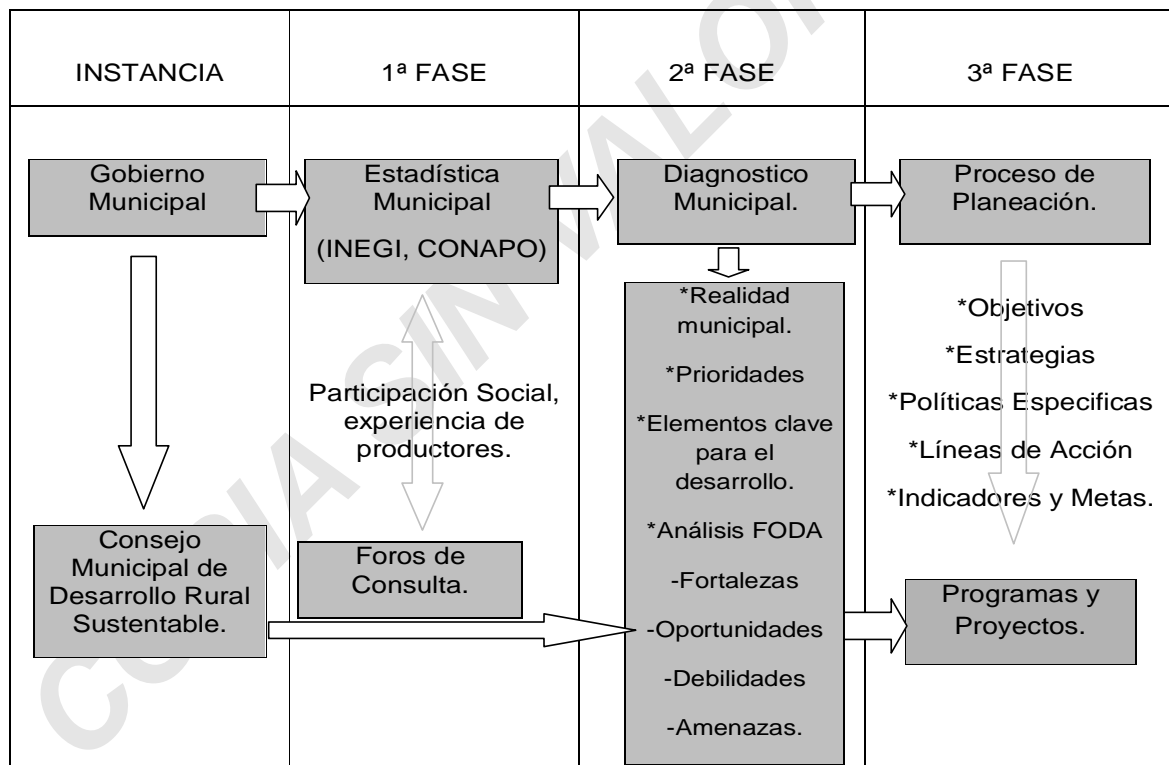 INSTANCIA
1ª FASE
2ª FASE
3ª FASE
Gobierno
Municipal
Estadística
Municipal
(INEGI, CONAPO)
Diagnostico
Municipal.
Proceso de
Planeación.
Participación Social,
experiencia de
productores.
*Realidad
municipal.
*Prioridades
*Elementos clave
para el
desarrollo.
*Análisis FODA
-Fortalezas
-Oportunidades
-Debilidades
-Amenazas.
*Objetivos
*Estrategias
*Políticas Especificas
*Líneas de Acción
*Indicadores y Metas.
Consejo
Municipal de
Desarrollo Rural
Sustentable.
Foros de
Consulta.
Programas y
Proyectos.
COPIA SIN VALOR